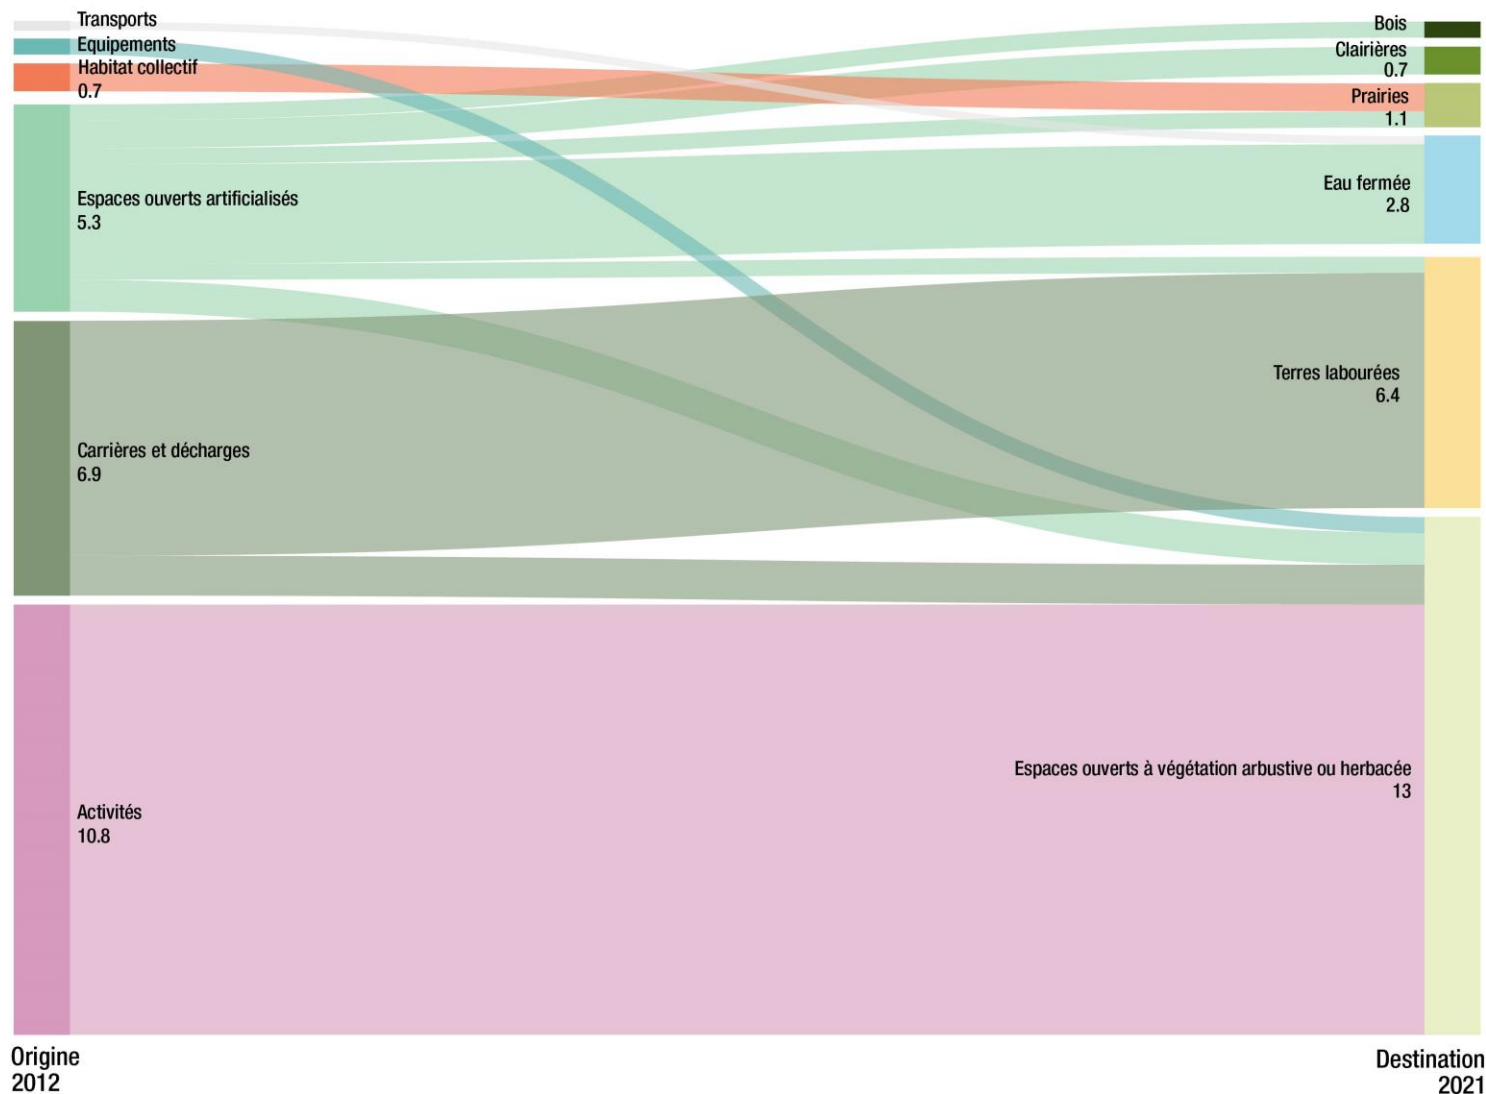 Transports
Equipements
Habitat collectif
0.7
Espaces ouverts artificialisés
5.3
Carrières et décharges
6.9
Activités
10.8
Origine
2012
Bois
Clairières
0.7
Prairies
1.1
Eau fermée
2.8
Terres labourées
6.4
Espaces ouverts à végétation arbustive ou herbacée
13
Destination
2021